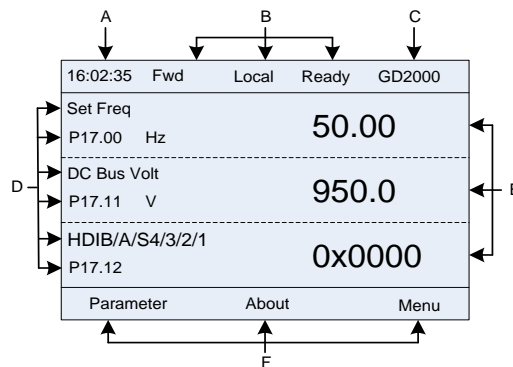 A B C
16:02:35 Fwd Local Ready GD2000
Set Freq
P17.00 Hz 50.00
DC Bus Volt
D P17.11 V 950.0 E
HDIB/A/S4/3/2/1
P17.12 0x0000
Parameter About Menu
F